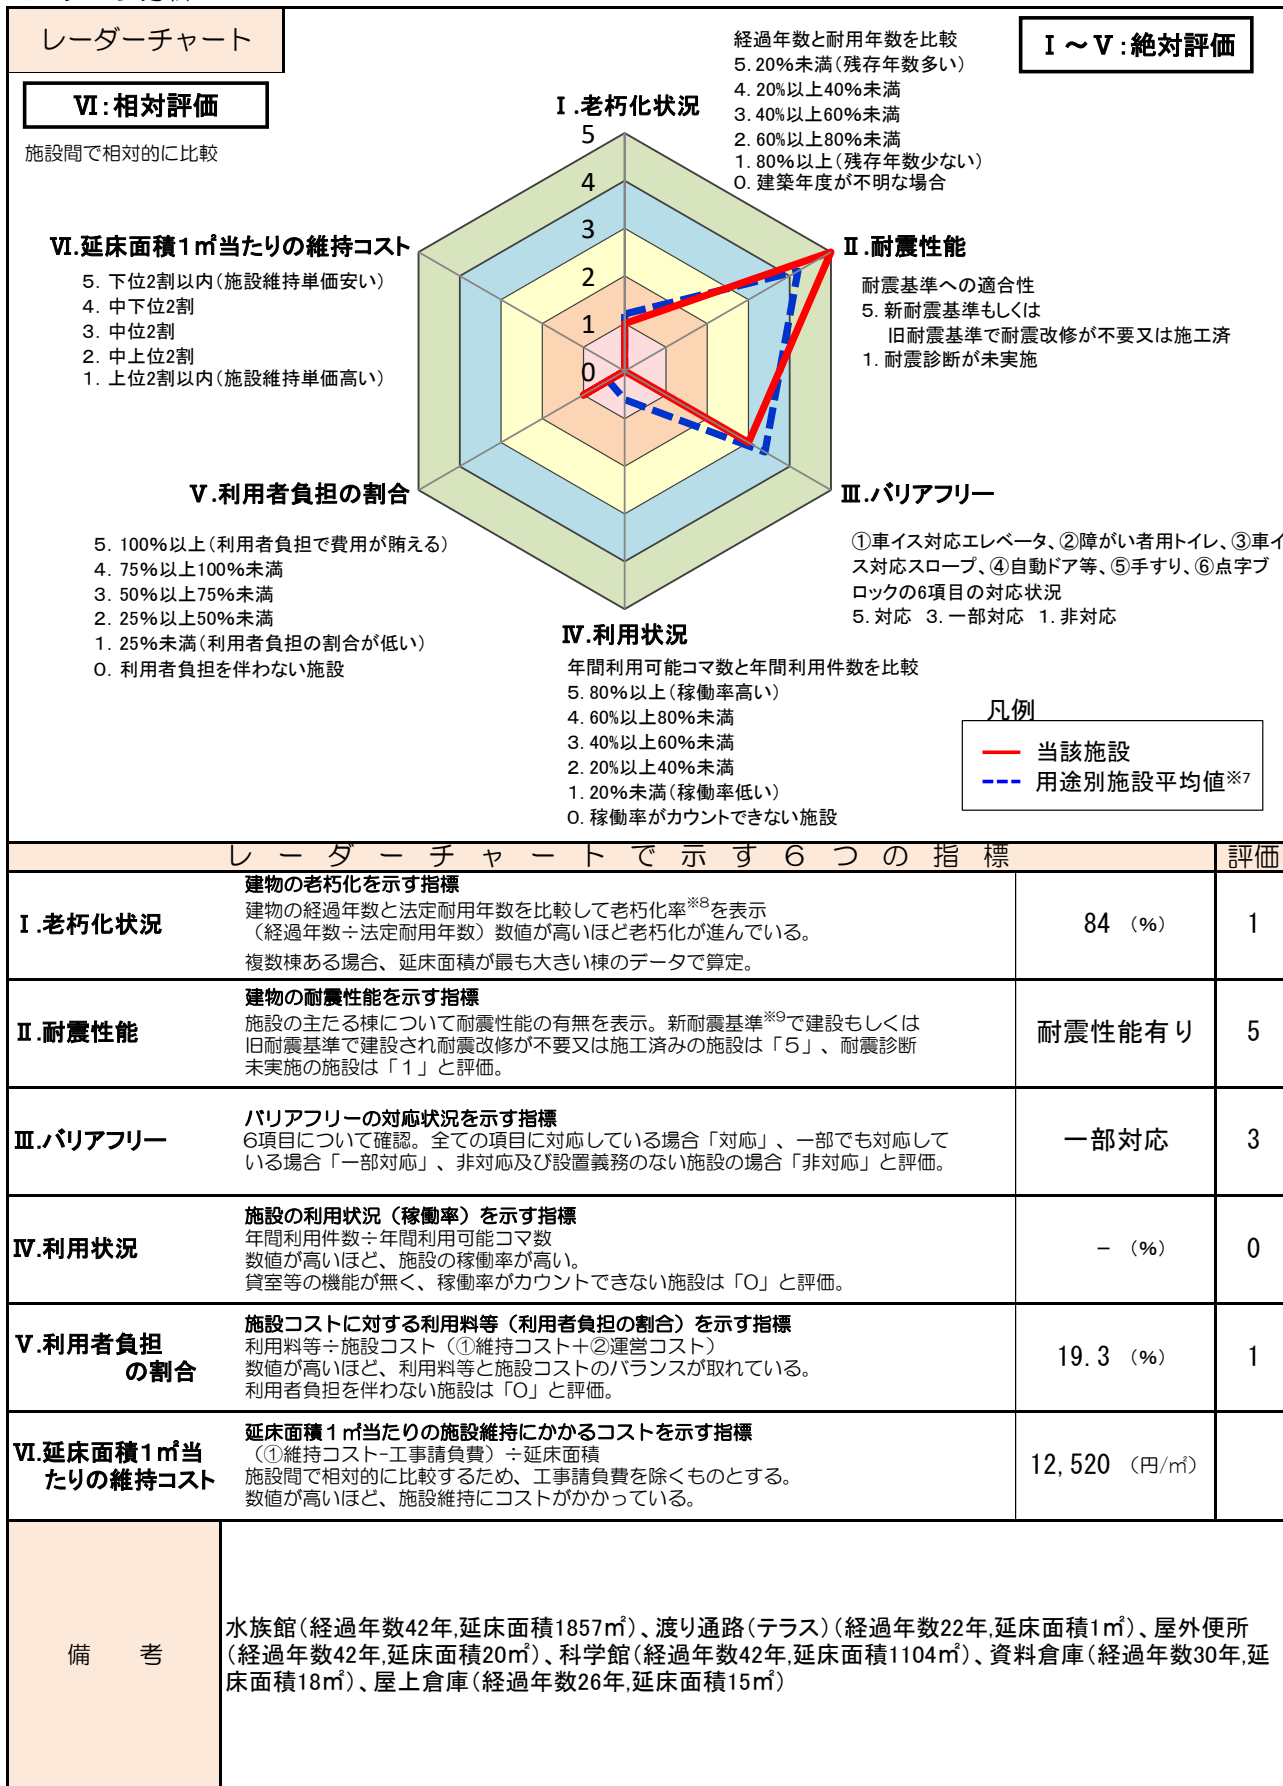 レーダーチャート
Ⅰ～Ⅴ:絶対評価
Ⅵ:相対評価
施設間で相対的に比較
Ⅰ.老朽化状況
経過年数と耐用年数を比較
5.20%未満(残存年数多い)
4.20%以上40%未満
3.40%以上60%未満
2.60%以上80%未満
1.80%以上(残存年数少ない)
0.建築年度が不明な場合
5
4
3
2
1
0
Ⅱ.耐震性能
耐震基準への適合性
5.新耐震基準もしくは
旧耐震基準で耐震改修が不要又は施工済
1.耐震診断が未実施
Ⅵ.延床面積1㎡当たりの維持コスト
5.下位2割以内(施設維持単価安い)
4.中下位2割
3.中位2割
2.中上位2割
1.上位2割以内(施設維持単価高い)
Ⅲ.バリアフリー
①車イス対応エレベータ、②障がい者用トイレ、③車イ
ス対応スロープ、④自動ドア等、⑤手すり、⑥点字ブ
ロックの6項目の対応状況
5.対応 3.一部対応 1.非対応
Ⅴ.利用者負担の割合
5.100%以上(利用者負担で費用が賄える)
4.75%以上100%未満
3.50%以上75%未満
2.25%以上50%未満
1.25%未満(利用者負担の割合が低い)
0.利用者負担を伴わない施設
Ⅳ.利用状況
年間利用可能コマ数と年間利用件数を比較
5.80%以上(稼働率高い)
4.60%以上80%未満
3.40%以上60%未満
2.20%以上40%未満
1.20%未満(稼働率低い)
0.稼働率がカウントできない施設
凡例
当該施設
用途別施設平均値※7
レーダーチャートで示す6つの指標 評価
Ⅰ.老朽化状況
建物の老朽化を示す指標
建物の経過年数と法定耐用年数を比較して老朽化率※8を表示
(経過年数÷法定耐用年数)数値が高いほど老朽化が進んでいる。
複数棟ある場合、延床面積が最も大きい棟のデータで算定。
84 (%) 1
Ⅱ.耐震性能
建物の耐震性能を示す指標
施設の主たる棟について耐震性能の有無を表示。新耐震基準※9で建設もしくは
旧耐震基準で建設され耐震改修が不要又は施工済みの施設は「5」、耐震診断
未実施の施設は「1」と評価。
耐震性能有り 5
Ⅲ.バリアフリー
バリアフリーの対応状況を示す指標
6項目について確認。全ての項目に対応している場合「対応」、一部でも対応して
いる場合「一部対応」、非対応及び設置義務のない施設の場合「非対応」と評価。
一部対応 3
Ⅳ.利用状況
施設の利用状況(稼働率)を示す指標
年間利用件数÷年間利用可能コマ数
数値が高いほど、施設の稼働率が高い。
貸室等の機能が無く、稼働率がカウントできない施設は「0」と評価。
- (%) 0
Ⅴ.利用者負担
の割合
施設コストに対する利用料等(利用者負担の割合)を示す指標
利用料等÷施設コスト(①維持コスト+②運営コスト)
数値が高いほど、利用料等と施設コストのバランスが取れている。
利用者負担を伴わない施設は「0」と評価。
19.3 (%) 1
Ⅵ.延床面積1㎡当
たりの維持コスト
延床面積1㎡当たりの施設維持にかかるコストを示す指標
(①維持コスト-工事請負費)÷延床面積
施設間で相対的に比較するため、工事請負費を除くものとする。
数値が高いほど、施設維持にコストがかかっている。
12,520 (円/㎡)
備 考
水族館(経過年数42年,延床面積1857㎡)、渡り通路(テラス)(経過年数22年,延床面積1㎡)、屋外便所
(経過年数42年,延床面積20㎡)、科学館(経過年数42年,延床面積1104㎡)、資料倉庫(経過年数30年,延
床面積18㎡)、屋上倉庫(経過年数26年,延床面積15㎡)